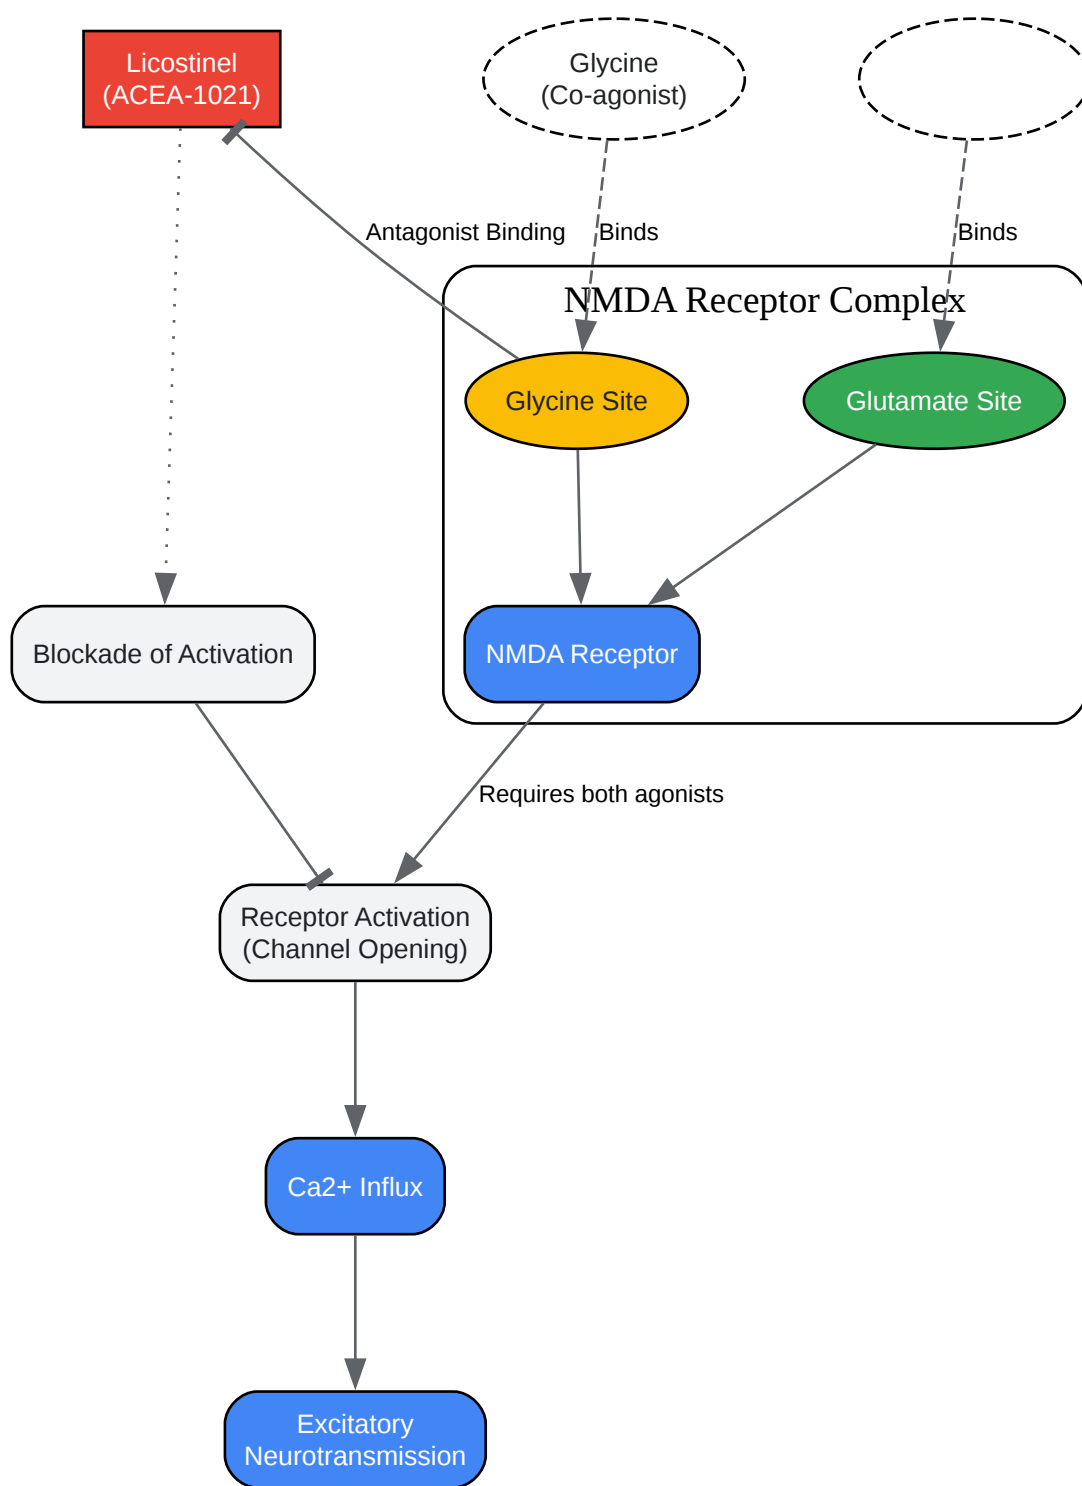 Licostinel
(ACEA-1021)
Glycine
(Co-agonist)
Antagonist Binding
Binds
Binds
NMDA Receptor Complex
Glycine Site
Glutamate Site
Blockade of Activation
NMDA Receptor
Requires both agonists
Receptor Activation
(Channel Opening)
Ca2+ Influx
Excitatory
Neurotransmission